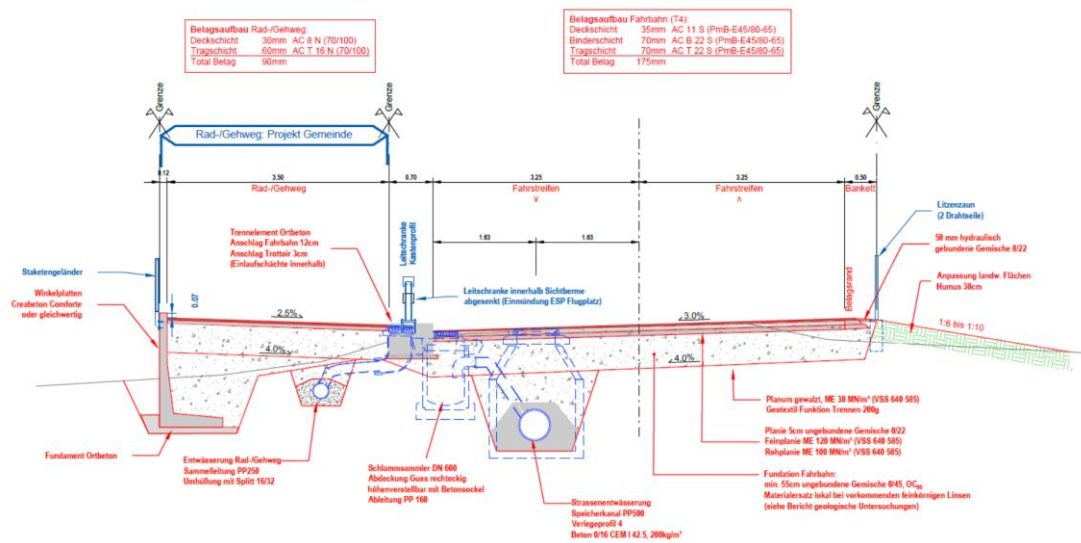 Belagsaufbau Rad-/Gehweg:
Deckschicht 30mm AC 8 N (70/100)
Tragschicht 60mm AC T 16 N (70/100)
Total Belag 90mm
Belagsaufbau Fahrbahn (T4):
Deckschicht 35mm AC 11 S (PmB-E45/80-65)
Binderschicht 70mm AC B 22 S (PmB-E45/80-65)
Tragschicht 70mm AC T 22 S (PmB-E45/80-65)
Total Belag 175mm
Grenze
Grenze
Grenze
Rad-/Gehweg: Projekt Gemeinde
0.12
3.50
0.70
3.25
3.25
0.50
Rad-/Gehweg
Fahrstreifen
Fahrstreifen
Bankett
1.63
1.63
Litzenzaun
(2 Drahtseile)
Trennelement Ortbeton
Anschlag Fahrbahn 12cm
Anschlag Trottoir 3cm
(Einlaufschächte innerhalb)
Leitschranke
Kastenprofil
50 mm hydraulisch
gebundene Gemische 0/22
Staketengeländer
Leitschranke innerhalb Sichtberme
abgesenkt (Einmündung ESP Flugplatz)
Anpassung landw. Flächen
Humus 30cm
Winkelplatten
Creabeton Comforte
oder gleichwertig
0.07
Belagsrand
2.5%
3.0%
1:6 bis 1:10
4.0%
4.0%
Planum gewalzt, ME 30 MN/m² (VSS 640 585)
Geotextil Funktion Trennen 200g
Planie 5cm ungebundene Gemische 0/22
Feinplanie ME 120 MN/m² (VSS 640 585)
Rohplanie ME 100 MN/m² (VSS 640 585)
Fundament Ortbeton
Entwässerung Rad-/Gehweg
Sammelleitung PP250
Umhüllung mit Splitt 16/32
Schlammsammler DN 600
Abdeckung Guss rechteckig
höhenverstellbar mit Betonsockel
Ableitung PP 160
Fundation Fahrbahn:
min. 55cm ungebundene Gemische 0/45, OC85
Materialersatz lokal bei vorkommenden feinkörnigen Linsen
(siehe Bericht geologische Untersuchungen)
Strassenentwässerung
Speicherkanal PP500
Verlegeprofil 4
Beton 0/16 CEM I 42.5, 200kg/m³